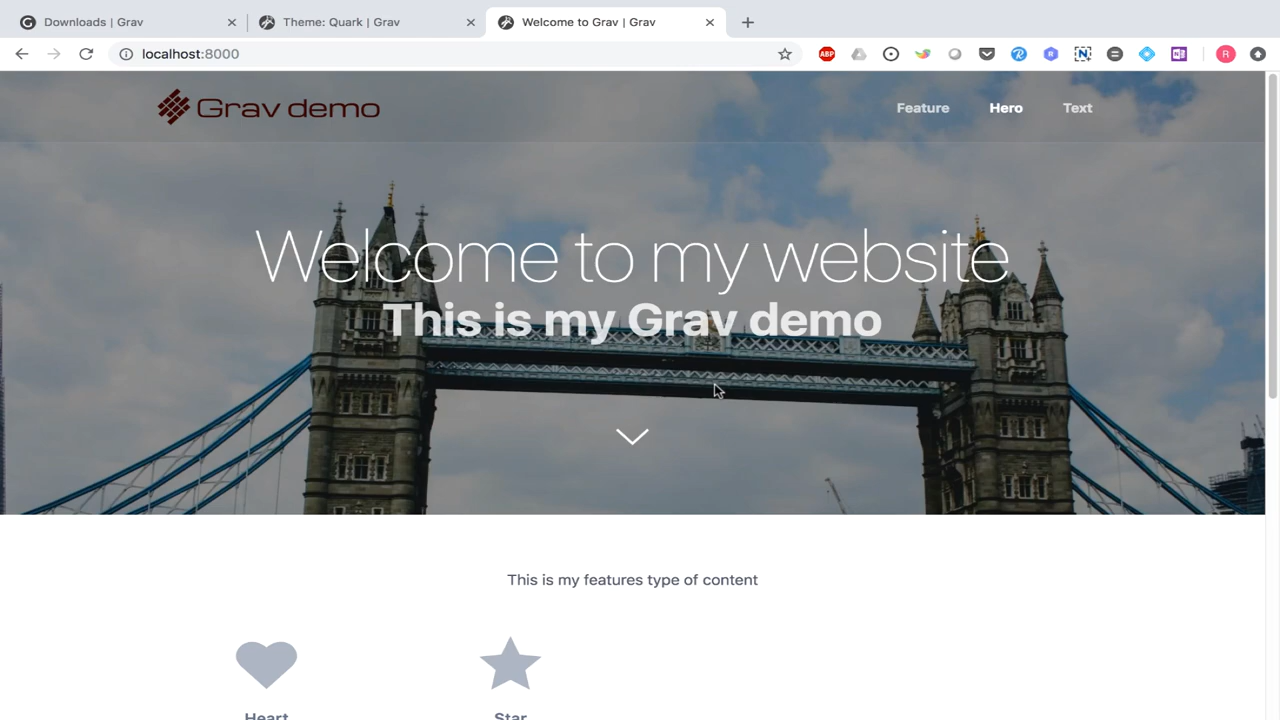 Downloads | Grav
Theme: Quark | Grav
Welcome to Grav | Grav
localhost:8000
ABP
R
N
N
R
Grav demo
Feature
Hero
Text
Welcome to my website
This is my Grav demo
This is my features type of content
Heart
Star